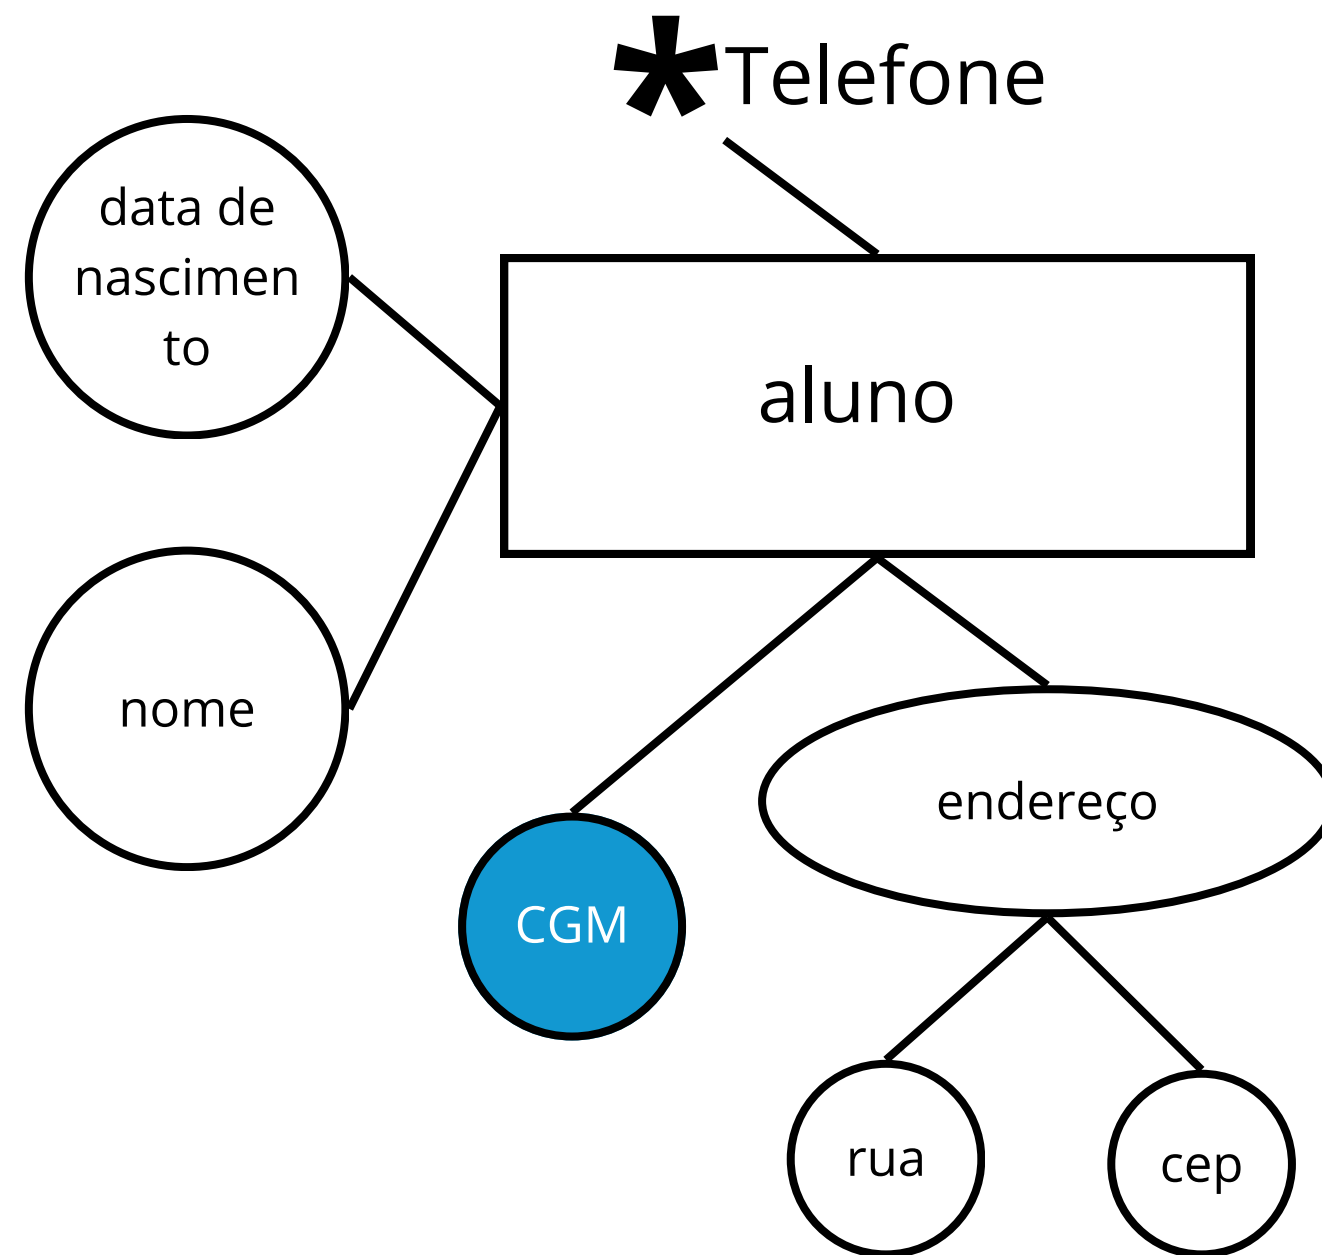 *Telefone
data de
nascimen
to
aluno
nome
endereço
CGM
rua
cep